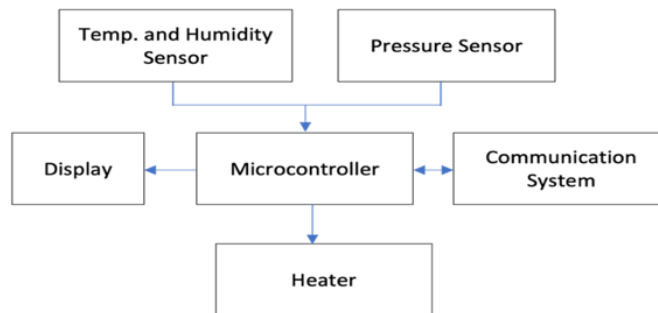 Temp. and Humidity
Sensor
Pressure Sensor
Display
Microcontroller
Communication
System
Heater